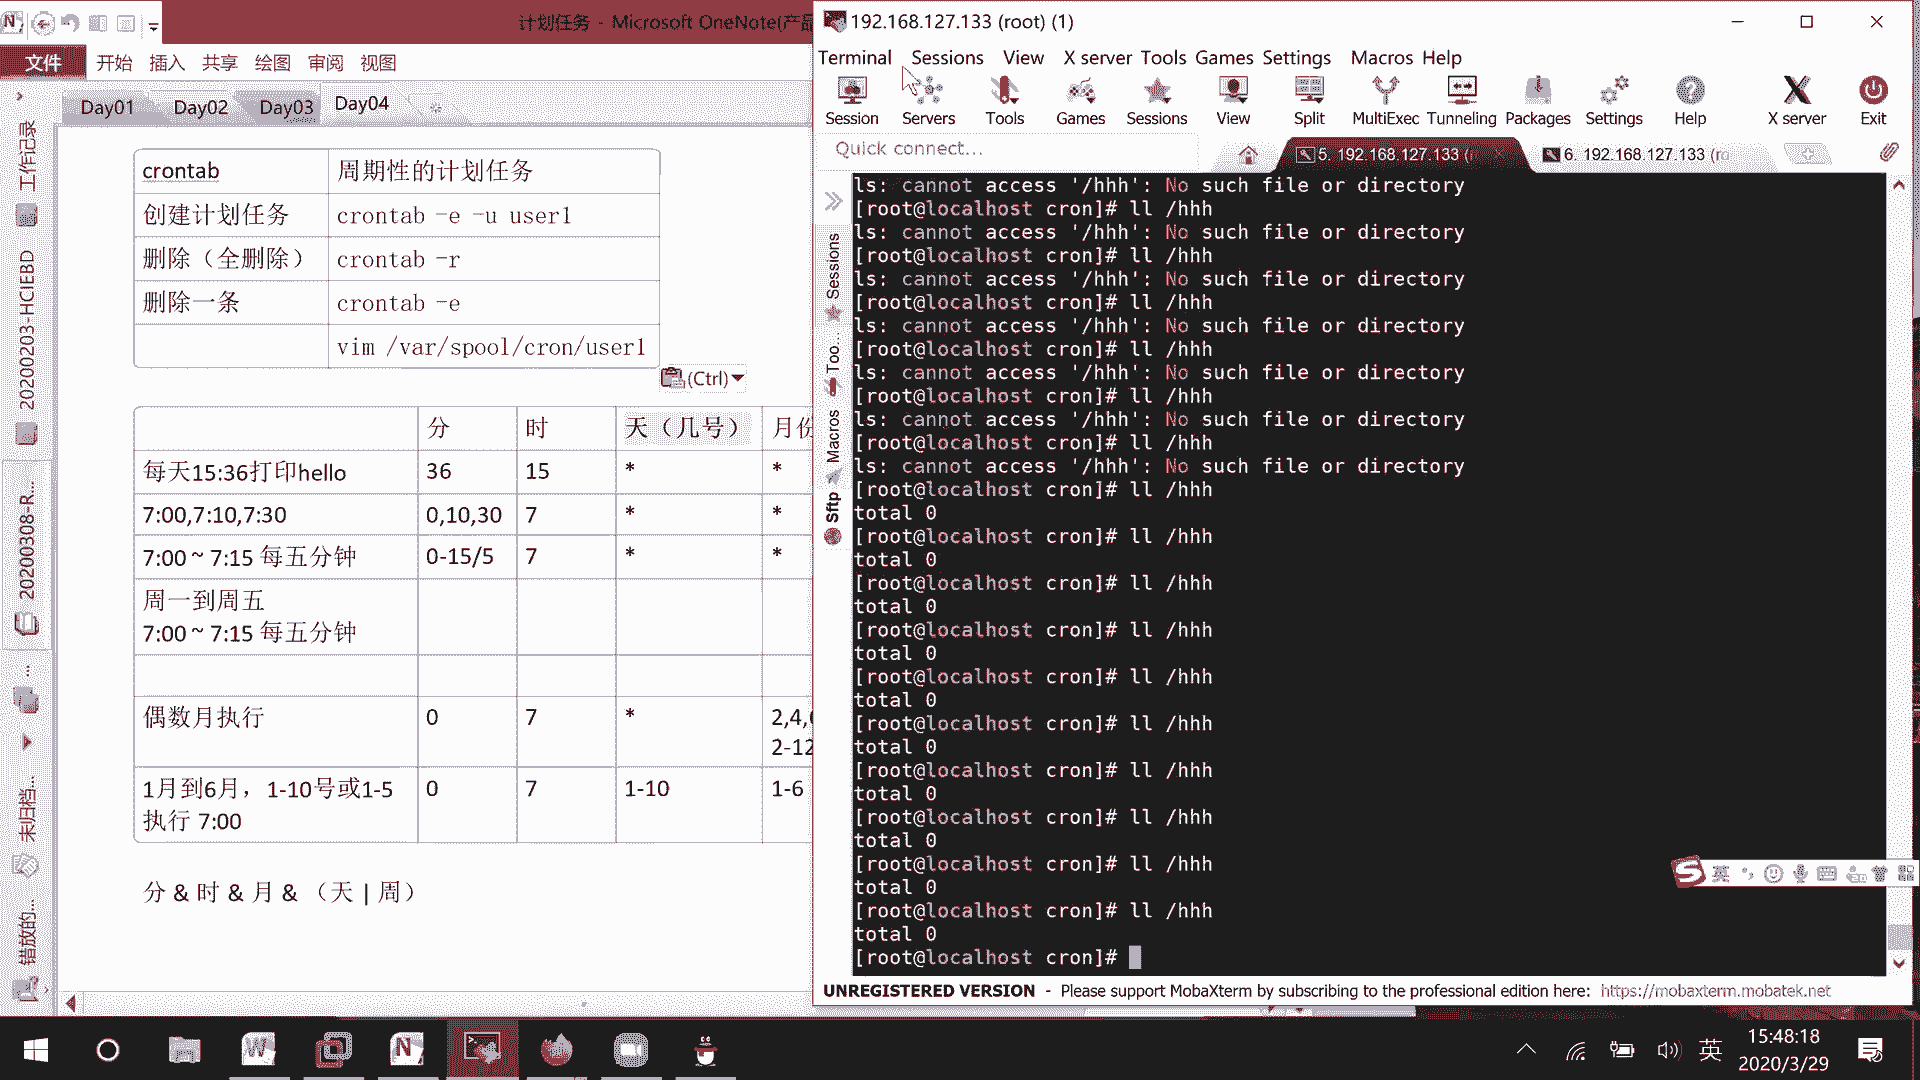 计划任务 - Microsoft OneNote(产品
文件 开始 插入 共享 绘图 审阅 视图
Day01 Day02 Day03 Day04
工作记录
20200203-HCIEBD
20200308-R...
...
未归档...
错放的...
crontab 周期性的计划任务
创建计划任务 crontab -e -u user1
删除（全删除） crontab -r
删除一条 crontab -e
vim /var/spool/cron/user1
(Ctrl)
分 时 天（几号） 月份
每天15:36打印hello 36 15 * *
7:00,7:10,7:30 0,10,30 7 * *
7:00 ~ 7:15 每五分钟 0-15/5 7 * *
周一到周五
7:00 ~ 7:15 每五分钟
偶数月执行 0 7 * 2,4,
2-12
1月到6月，1-10号或1-5 0 7 1-10 1-6
执行 7:00
分 & 时 & 月 & （天 | 周）
192.168.127.133 (root) (1)
Terminal Sessions View X server Tools Games Settings Macros Help
Session Servers Tools Games Sessions View Split MultiExec Tunneling Packages Settings Help X server Exit
Quick connect...
5. 192.168.127.133 (r
6. 192.168.127.133 (ro
Sessions
Too...
Macros
Sftp
ls: cannot access '/hhh': No such file or directory
[root@localhost cron]# ll /hhh
ls: cannot access '/hhh': No such file or directory
[root@localhost cron]# ll /hhh
ls: cannot access '/hhh': No such file or directory
[root@localhost cron]# ll /hhh
ls: cannot access '/hhh': No such file or directory
[root@localhost cron]# ll /hhh
ls: cannot access '/hhh': No such file or directory
[root@localhost cron]# ll /hhh
ls: cannot access '/hhh': No such file or directory
[root@localhost cron]# ll /hhh
ls: cannot access '/hhh': No such file or directory
[root@localhost cron]# ll /hhh
total 0
[root@localhost cron]# ll /hhh
total 0
[root@localhost cron]# ll /hhh
total 0
[root@localhost cron]# ll /hhh
total 0
[root@localhost cron]# ll /hhh
total 0
[root@localhost cron]# ll /hhh
total 0
[root@localhost cron]# ll /hhh
total 0
[root@localhost cron]# ll /hhh
total 0
[root@localhost cron]# ll /hhh
total 0
[root@localhost cron]# ll /hhh
total 0
[root@localhost cron]#
UNREGISTERED VERSION - Please support MobaXterm by subscribing to the professional edition here: https://mobaxterm.mobatek.net
英
英
15:48:18
2020/3/29